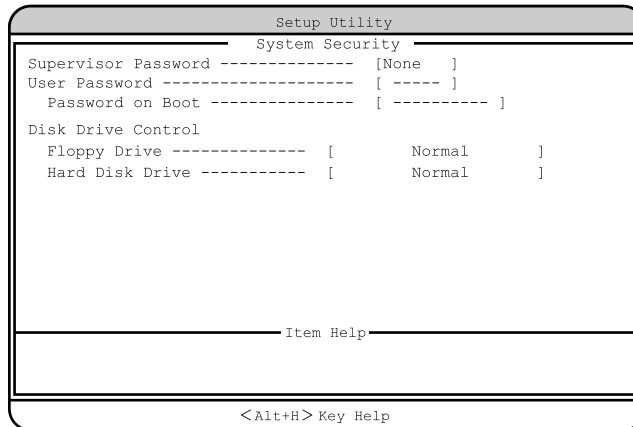 Setup Utility
System Security
Supervisor Password -------------- [None ]
User Password -------------------- [ ----- ]
Password on Boot --------------- [ ---------- ]
Disk Drive Control
Floppy Drive -------------- [ Normal ]
Hard Disk Drive ----------- [ Normal ]
Item Help
<Alt+H> Key Help